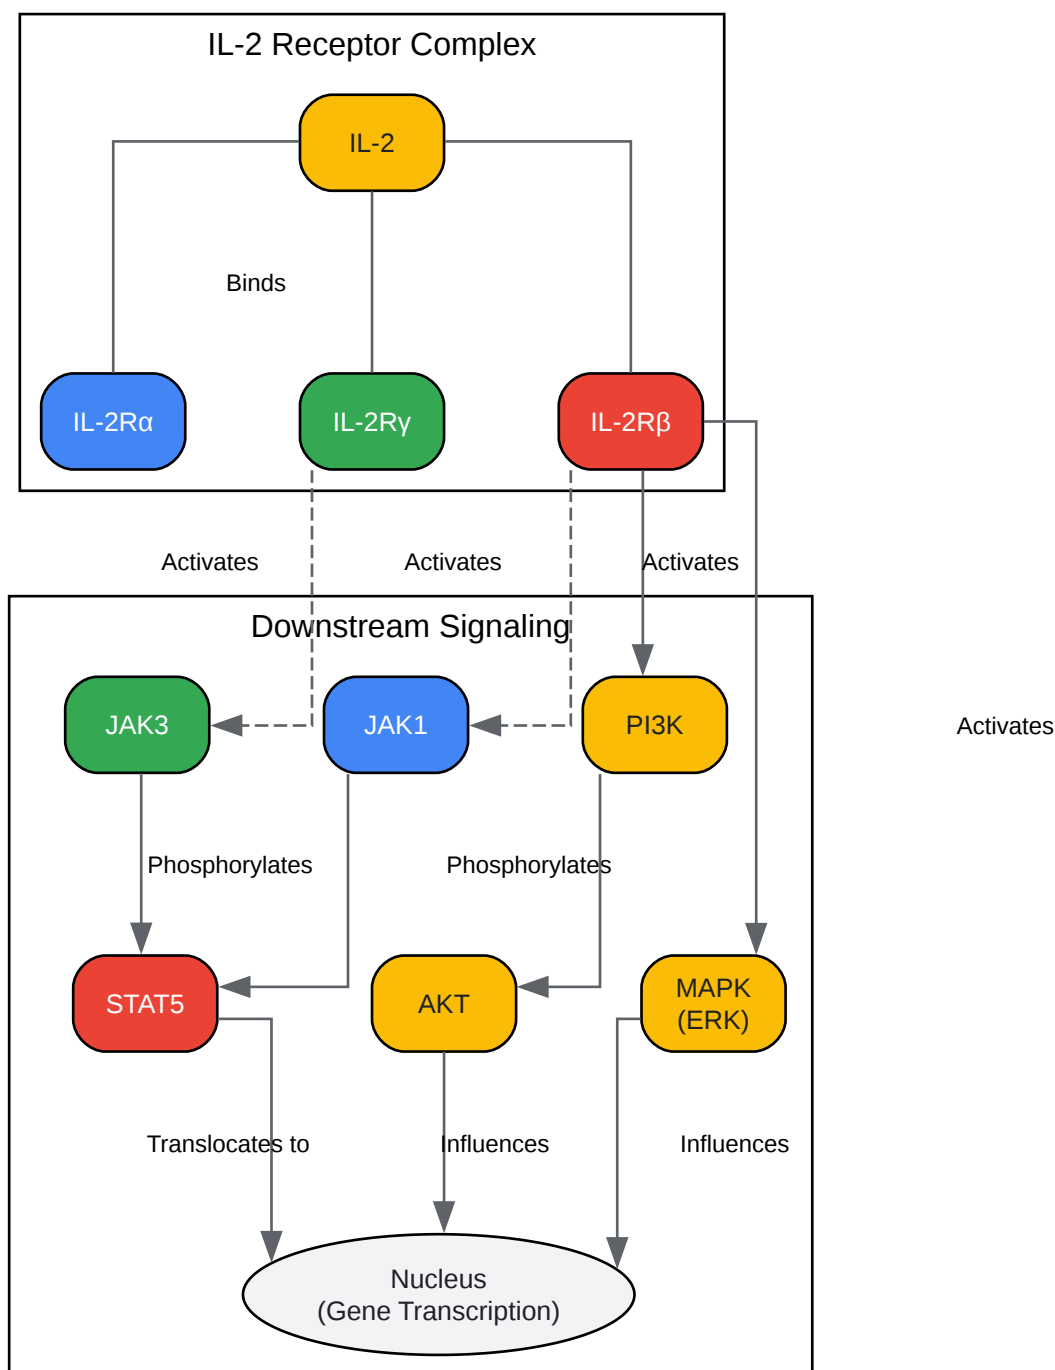 IL-2 Receptor Complex
IL-2
Binds
IL-2Rα
IL-2Rγ
IL-2Rβ
Activates
Activates
Activates
Downstream Signaling
JAK3
JAK1
PI3K
Activates
Phosphorylates
Phosphorylates
STAT5
AKT
MAPK
(ERK)
Translocates to
Influences
Influences
Nucleus
(Gene Transcription)